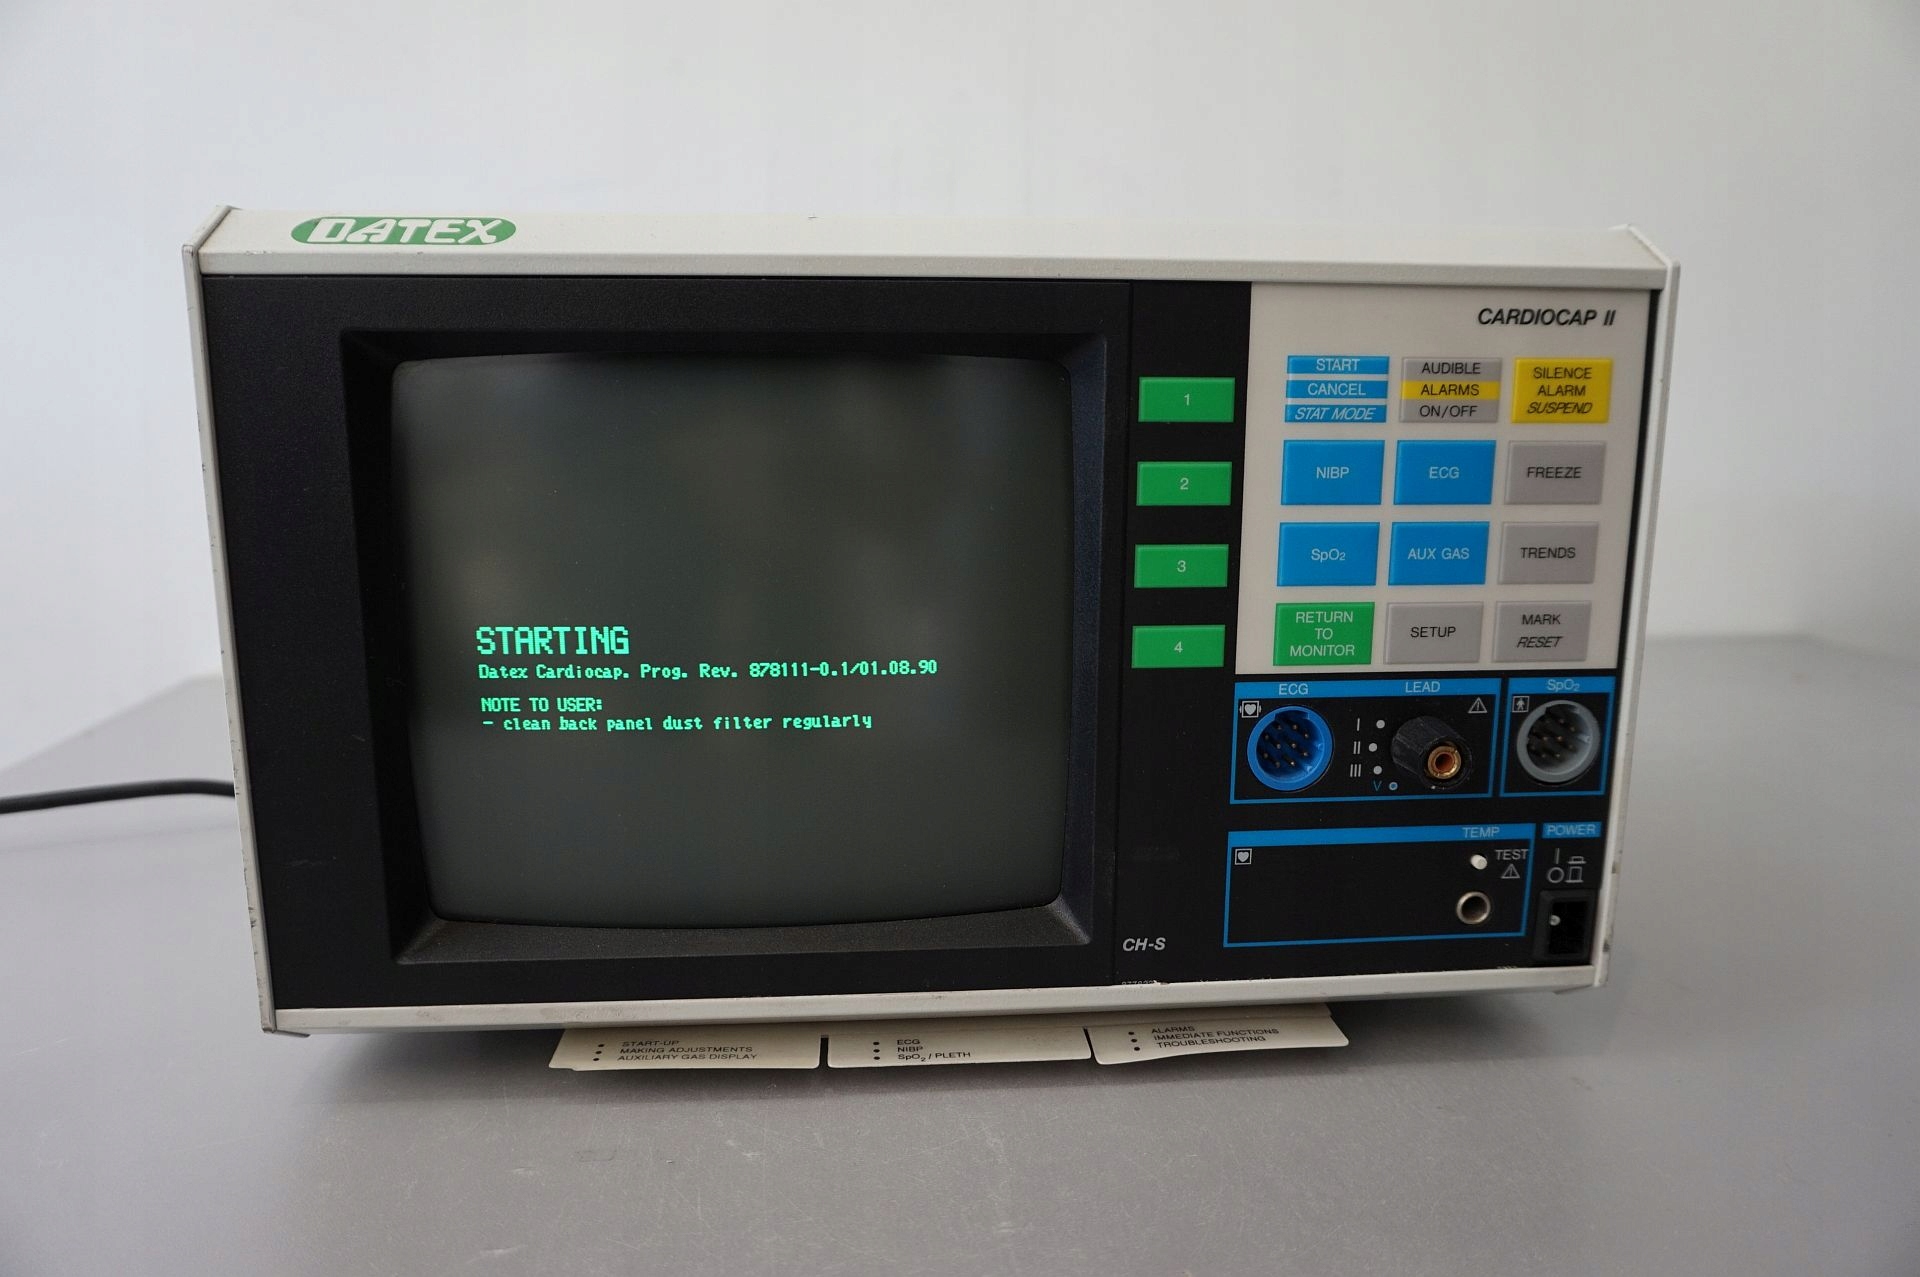 DATEX
CARDIOCAP II
START
CANCEL
STAT MODE
AUDIBLE
ALARMS
ON/OFF
SILENCE
ALARM
SUSPEND
1
NIBP
ECG
FREEZE
2
SpO2
AUX GAS
TRENDS
3
RETURN
TO
MONITOR
SETUP
MARK
RESET
4
STARTING
Datex Cardiocap. Prog. Rev. 878111-0.1/01.08.90
NOTE TO USER:
- clean back panel dust filter regularly
ECG
LEAD
I
II
III
V
SpO2
TEMP
TEST
POWER
CH-S
START-UP
MAKING ADJUSTMENTS
AUXILIARY GAS DISPLAY
ECG
NIBP
SpO2 / PLETH
ALARMS
IMMEDIATE FUNCTIONS
TROUBLESHOOTING